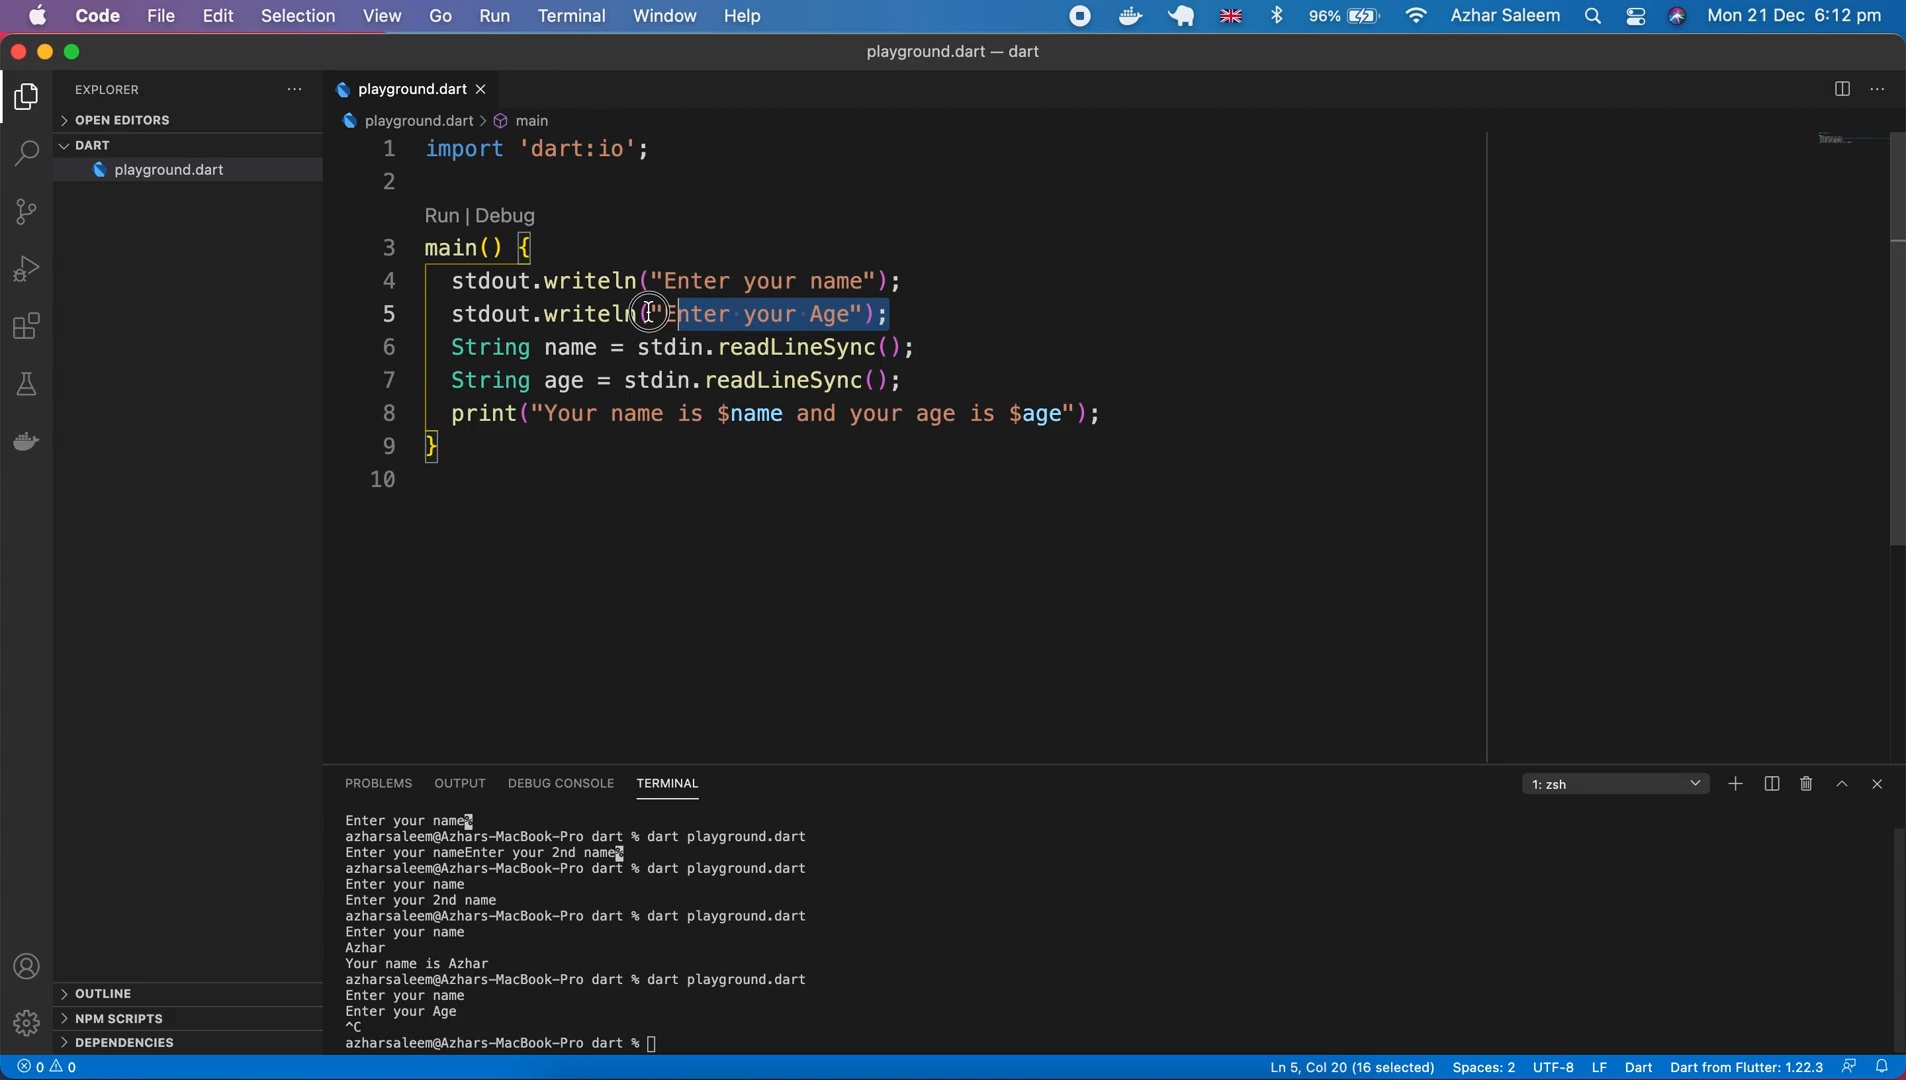 Code File Edit Selection View Go Run Terminal Window Help 96% Azhar Saleem Mon 21 Dec 6:12 pm
playground.dart — dart
EXPLORER ···
OPEN EDITORS
DART
playground.dart
playground.dart ×
playground.dart > main
1 import 'dart:io';
2
Run | Debug
3 main() {
4 stdout.writeln("Enter your name");
5 stdout.writeln("Enter your Age");
6 String name = stdin.readLineSync();
7 String age = stdin.readLineSync();
8 print("Your name is $name and your age is $age");
9 }
10
PROBLEMS OUTPUT DEBUG CONSOLE TERMINAL 1: zsh
Enter your name%
azharsaleem@Azhars-MacBook-Pro dart % dart playground.dart
Enter your nameEnter your 2nd name%
azharsaleem@Azhars-MacBook-Pro dart % dart playground.dart
Enter your name
Enter your 2nd name
azharsaleem@Azhars-MacBook-Pro dart % dart playground.dart
Enter your name
Azhar
Your name is Azhar
azharsaleem@Azhars-MacBook-Pro dart % dart playground.dart
Enter your name
Enter your Age
^C
azharsaleem@Azhars-MacBook-Pro dart %
OUTLINE
NPM SCRIPTS
DEPENDENCIES
0 0 Ln 5, Col 20 (16 selected) Spaces: 2 UTF-8 LF Dart Dart from Flutter: 1.22.3